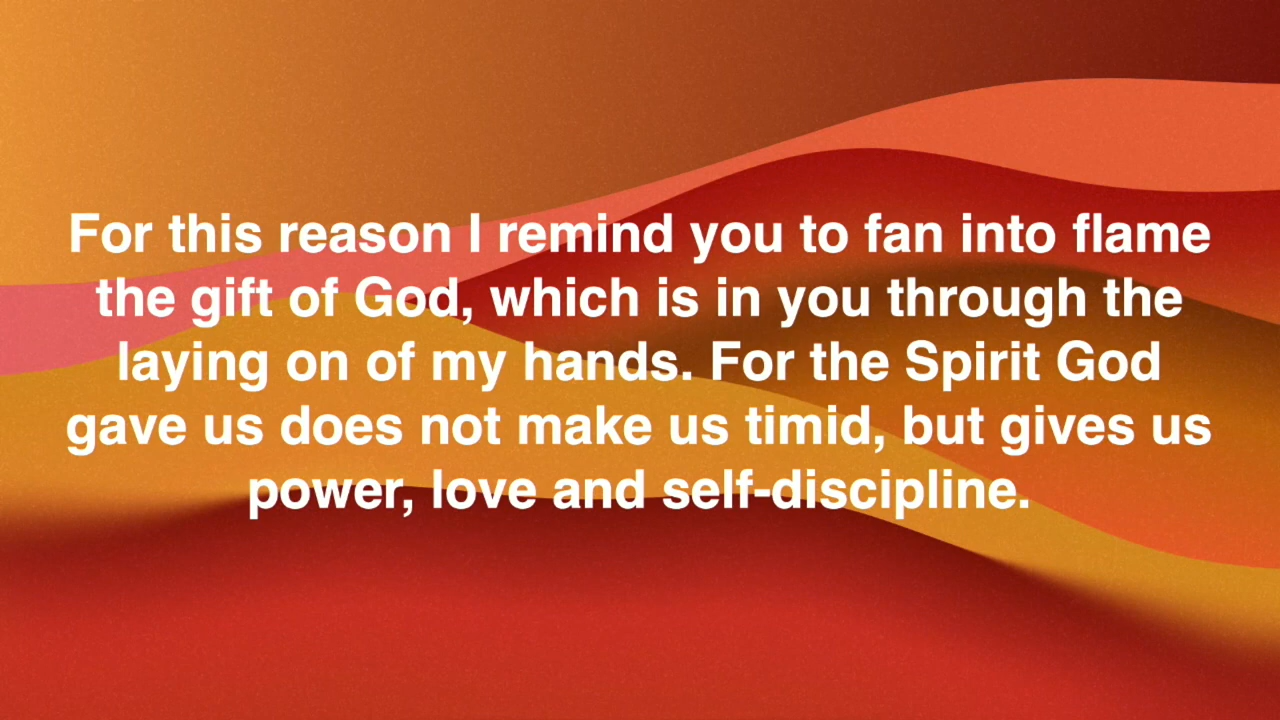 For this reason I remind you to fan into flame
the gift of God, which is in you through the
laying on of my hands. For the Spirit God
gave us does not make us timid, but gives us
power, love and self-discipline.